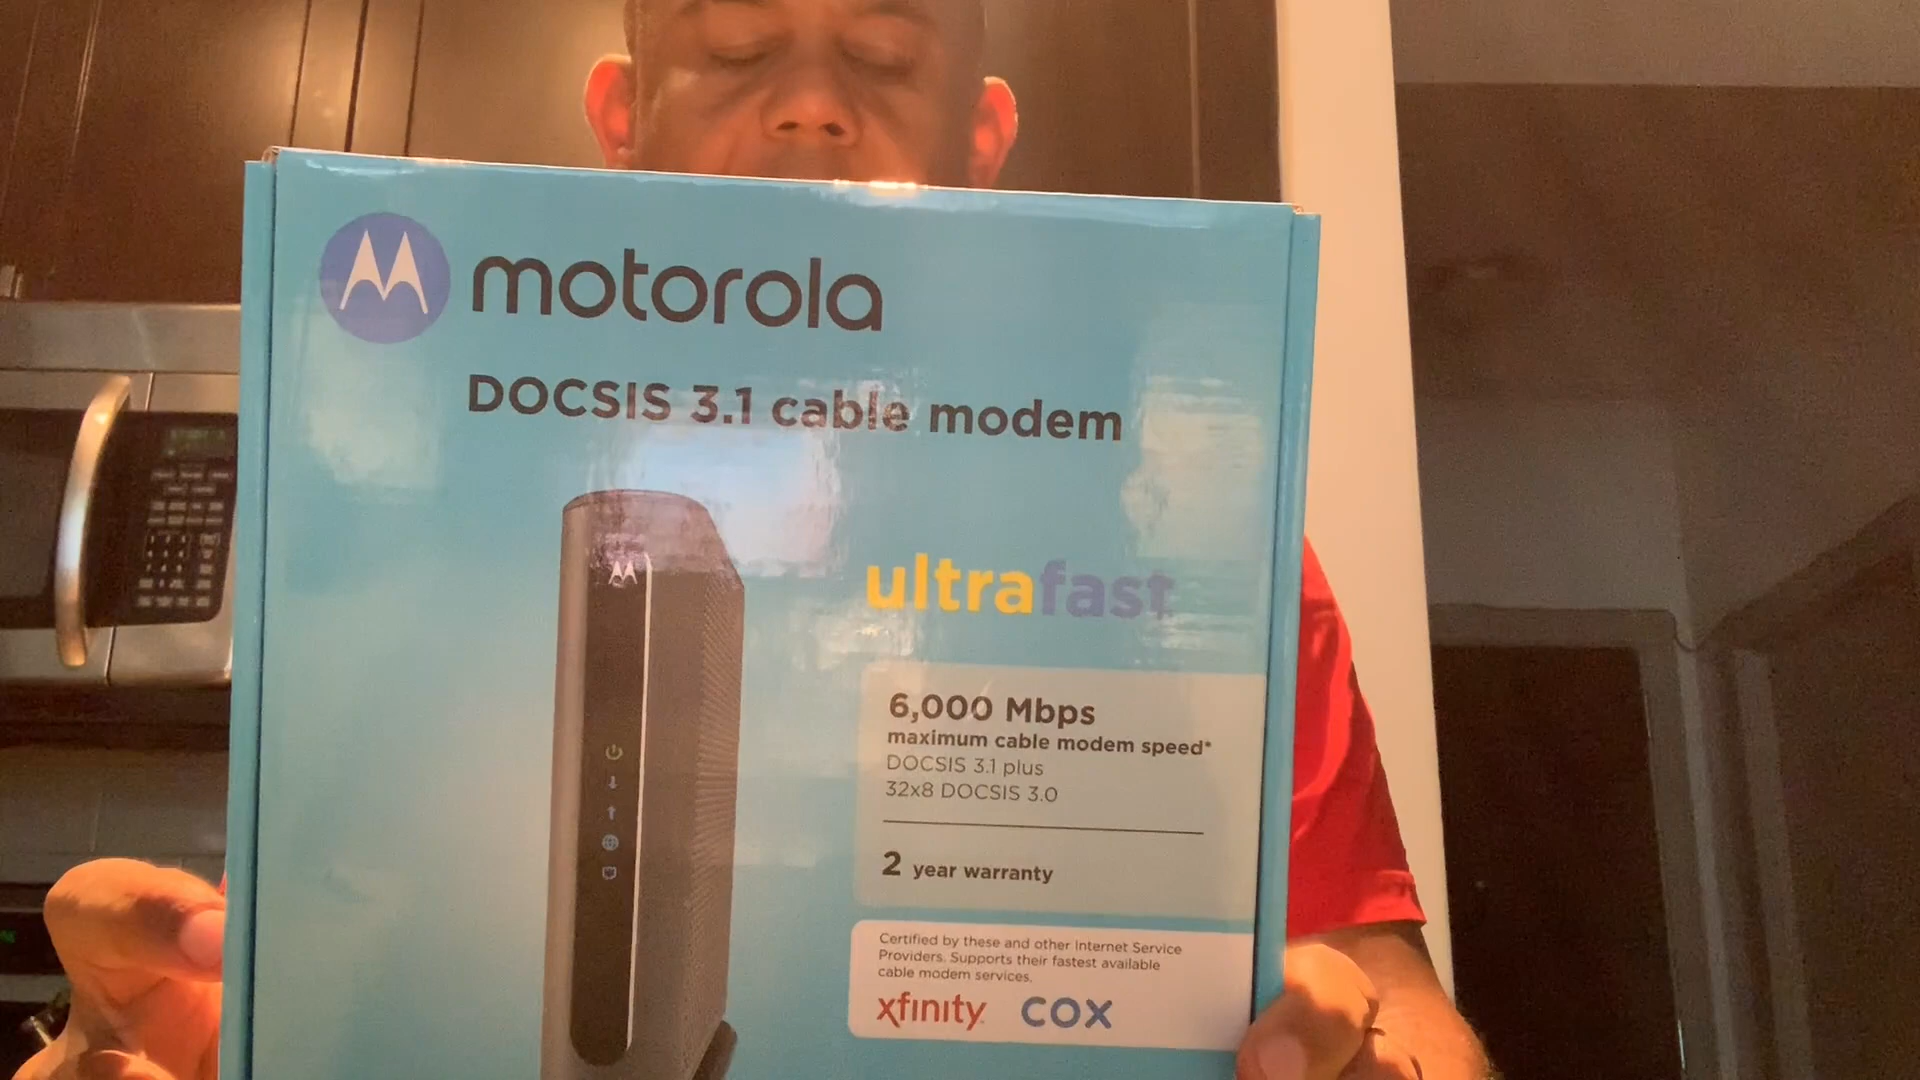 motorola
DOCSIS 3.1 cable modem
ultrafast
6,000 Mbps
maximum cable modem speed*
DOCSIS 3.1 plus
32x8 DOCSIS 3.0
2 year warranty
Certified by these and other Internet Service
Providers. Supports their fastest available
cable modem services.
xfinity COX